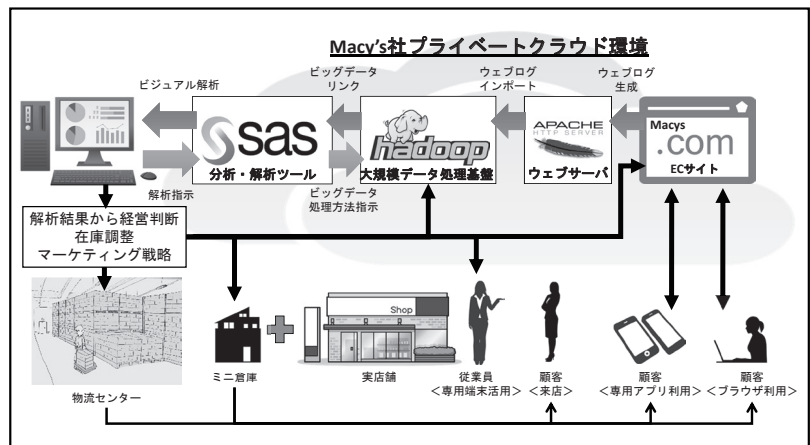 Macy's社プライベートクラウド環境
ビジュアル解析
ビッグデータ
リンク
ウェブログ
インポート
ウェブログ
生成
sas
分析・解析ツール
hadoop
大規模データ処理基盤
APACHE
HTTP SERVER
ウェブサーバ
Macys
.com
ECサイト
解析指示
ビッグデータ
処理方法指示
解析結果から経営判断
在庫調整
マーケティング戦略
Shop
物流センター
ミニ倉庫
実店舗
従業員
<専用端末活用>
顧客
<来店>
顧客
<専用アプリ利用>
顧客
<ブラウザ利用>